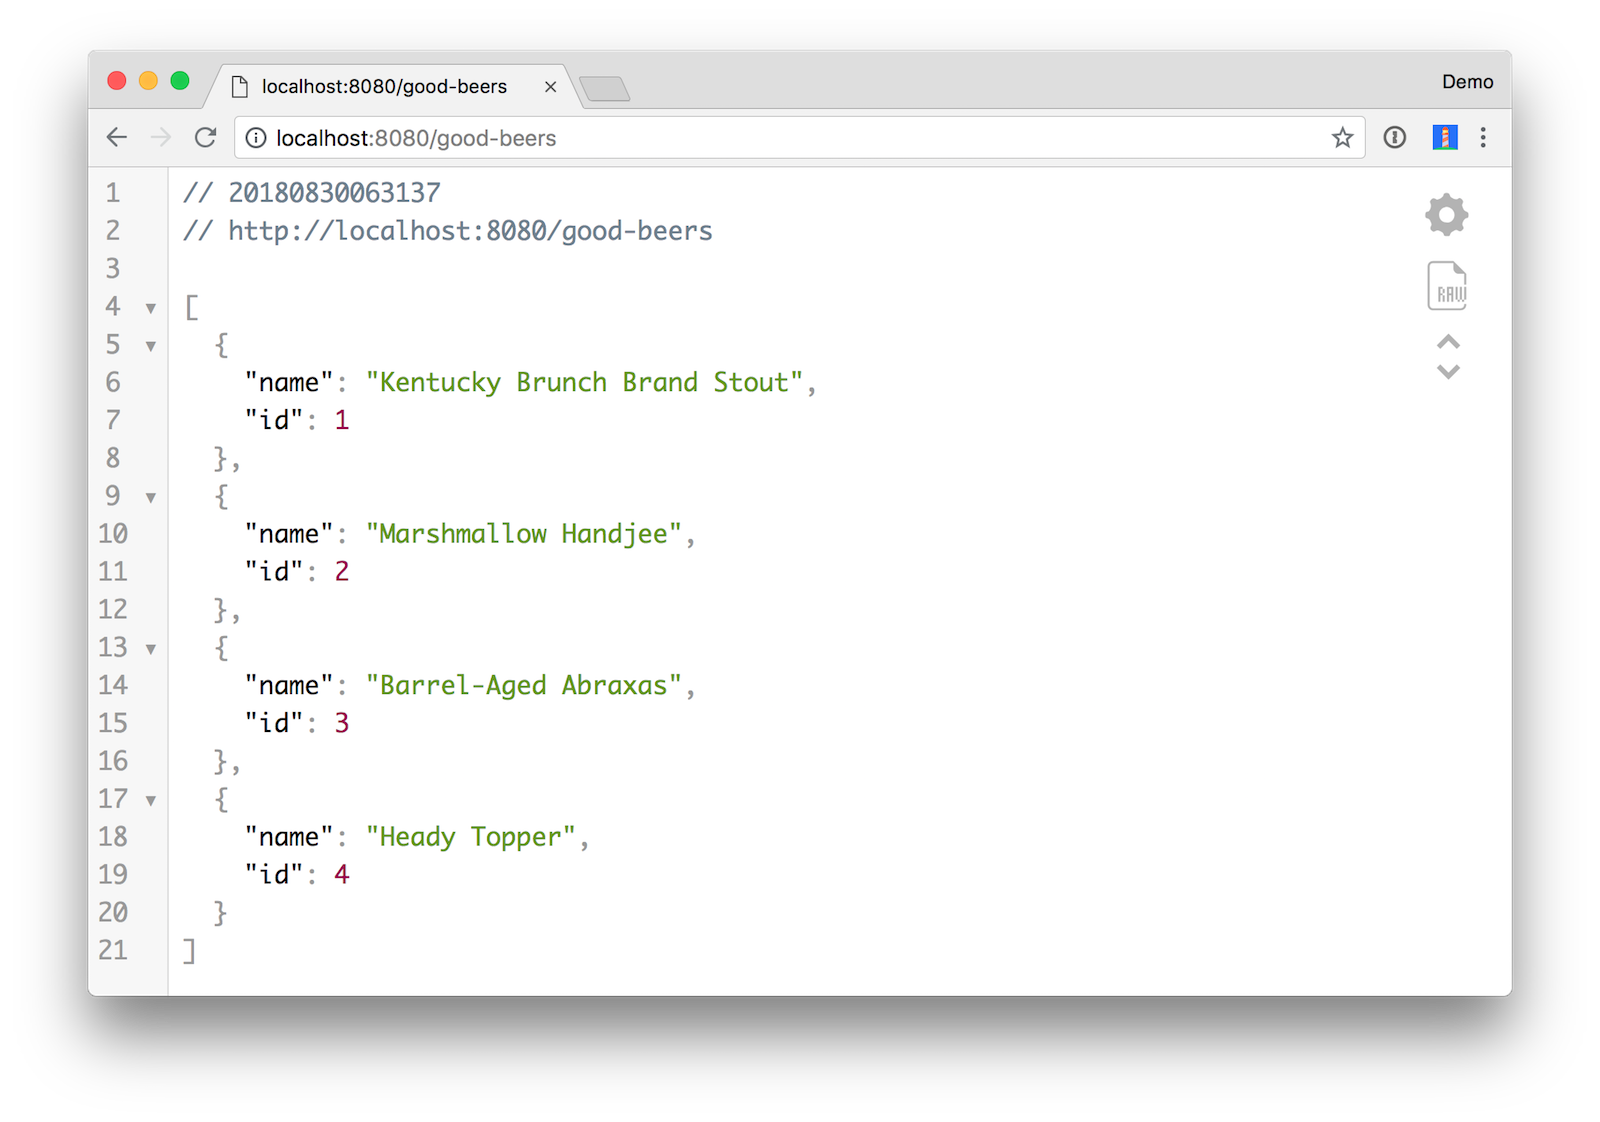 localhost:8080/good-beers
Demo
localhost:8080/good-beers
1 // 20180830063137
2 // http://localhost:8080/good-beers
3
4 [
5 {
6 "name": "Kentucky Brunch Brand Stout",
7 "id": 1
8 },
9 {
10 "name": "Marshmallow Handjee",
11 "id": 2
12 },
13 {
14 "name": "Barrel-Aged Abraxas",
15 "id": 3
16 },
17 {
18 "name": "Heady Topper",
19 "id": 4
20 }
21 ]
RAW